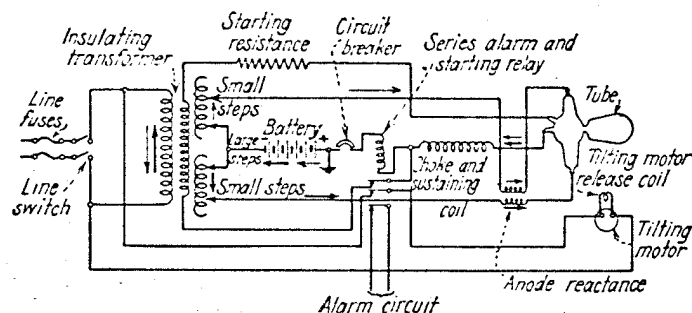 Insulating
transformer
Starting
resistance
Circuit
breaker
Series alarm and
starting relay
Line
fuses
Small
steps
Large
steps
Battery
+
Tube
Choke and
sustaining
coil
Tilting motor
release coil
Small steps
Line
switch
Tilting
motor
Anode reactance
Alarm circuit